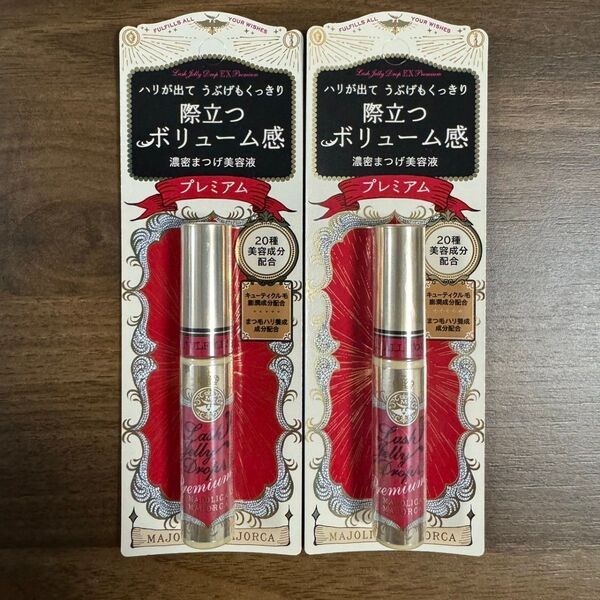 FULFILLS ALL YOUR WISHES
Lash Jelly Drop EX Premium
ハリが出て うぶげもくっきり
際立つ
ボリューム感
濃密まつげ美容液
プレミアム
20種
美容成分
配合
キューティクル毛
膨潤成分配合
まつ毛ハリ養成
成分配合
Lash
Jelly
Drop
Premium
MAJOLICA
MAJORCA
MAJOLI JORCA
FULFILLS ALL YOUR WISHES
Lash Jelly Drop EX Premium
ハリが出て うぶげもくっきり
際立つ
ボリューム感
濃密まつげ美容液
プレミアム
20種
美容成分
配合
キューティクル毛
膨潤成分配合
まつ毛ハリ養成
成分配合
Lash
Jelly
Drop
Premium
MAJOLICA
MAJORCA
MAJOLI JORCA